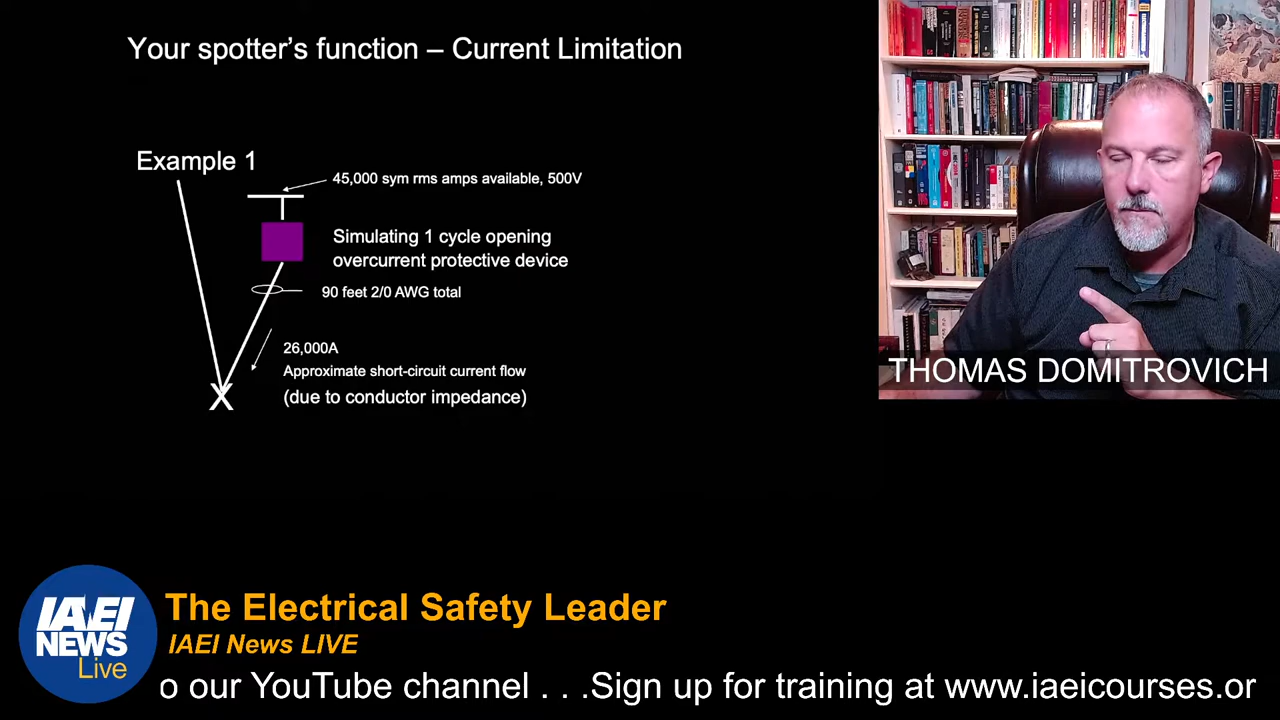 Your spotter’s function – Current Limitation
Example 1
45,000 sym rms amps available, 500V
Simulating 1 cycle opening
overcurrent protective device
90 feet 2/0 AWG total
26,000A
Approximate short-circuit current flow
(due to conductor impedance)
X
THOMAS DOMITROVICH
IAEI
NEWS
Live
The Electrical Safety Leader
IAEI News LIVE
o our YouTube channel . . .Sign up for training at www.iaeicourses.or